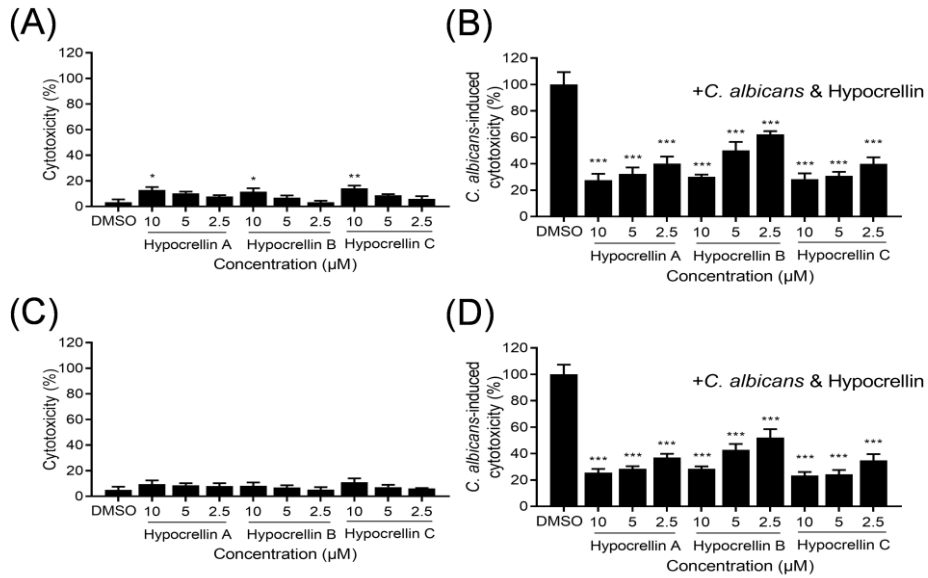 (A)
Cytotoxicity (%)
120
100
80
60
40
20
0
* * **
DMSO 10 5 2.5 10 5 2.5 10 5 2.5
Hypocrellin A Hypocrellin B Hypocrellin C
Concentration (µM)
(B)
C. albicans-induced
cytotoxicity (%)
120
100
80
60
40
20
0
+C. albicans & Hypocrellin
*** *** *** *** *** *** *** *** ***
DMSO 10 5 2.5 10 5 2.5 10 5 2.5
Hypocrellin A Hypocrellin B Hypocrellin C
Concentration (µM)
(C)
Cytotoxicity (%)
120
100
80
60
40
20
0
DMSO 10 5 2.5 10 5 2.5 10 5 2.5
Hypocrellin A Hypocrellin B Hypocrellin C
Concentration (µM)
(D)
C. albicans-induced
cytotoxicity (%)
120
100
80
60
40
20
0
+C. albicans & Hypocrellin
*** *** *** *** *** *** *** *** ***
DMSO 10 5 2.5 10 5 2.5 10 5 2.5
Hypocrellin A Hypocrellin B Hypocrellin C
Concentration (µM)